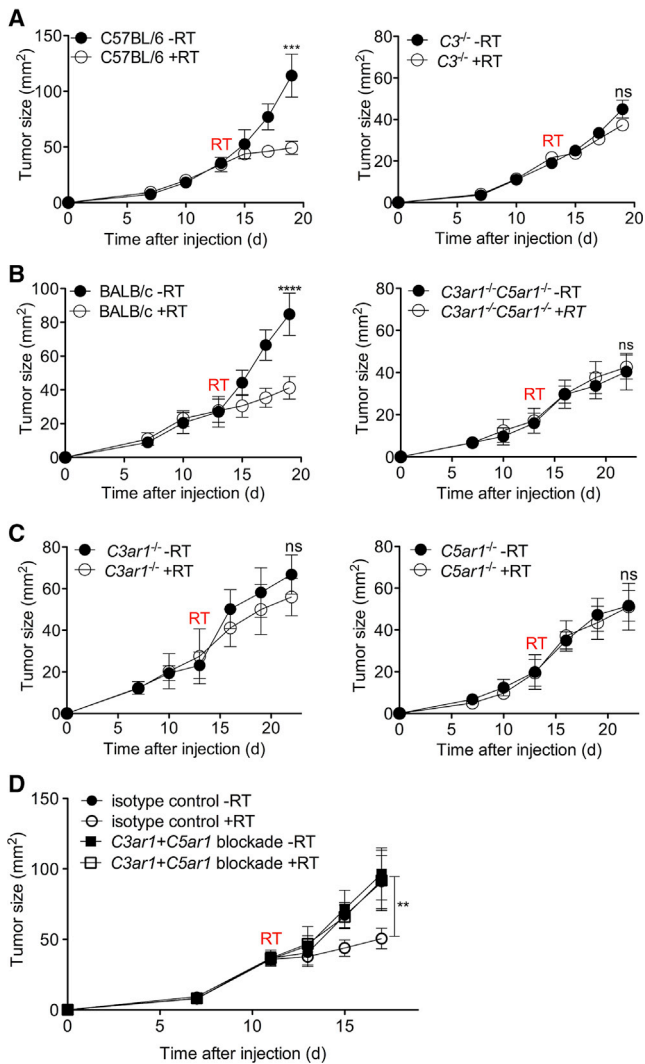 A
C57BL/6 -RT
C57BL/6 +RT
***
RT
Tumor size (mm2)
150
100
50
0
0 5 10 15 20
Time after injection (d)
C3-/- -RT
C3-/- +RT
ns
RT
Tumor size (mm2)
80
60
40
20
0
0 5 10 15 20
Time after injection (d)
B
BALB/c -RT
BALB/c +RT
****
RT
Tumor size (mm2)
100
80
60
40
20
0
0 5 10 15 20
Time after injection (d)
C3ar1-/-C5ar1-/- -RT
C3ar1-/-C5ar1-/- +RT
ns
RT
Tumor size (mm2)
80
60
40
20
0
0 5 10 15 20
Time after injection (d)
C
C3ar1-/- -RT
C3ar1-/- +RT
ns
RT
Tumor size (mm2)
80
60
40
20
0
0 5 10 15 20
Time after injection (d)
C5ar1-/- -RT
C5ar1-/- +RT
ns
RT
Tumor size (mm2)
80
60
40
20
0
0 5 10 15 20
Time after injection (d)
D
isotype control -RT
isotype control +RT
C3ar1+C5ar1 blockade -RT
C3ar1+C5ar1 blockade +RT
RT
**
Tumor size (mm2)
150
100
50
0
0 5 10 15
Time after injection (d)